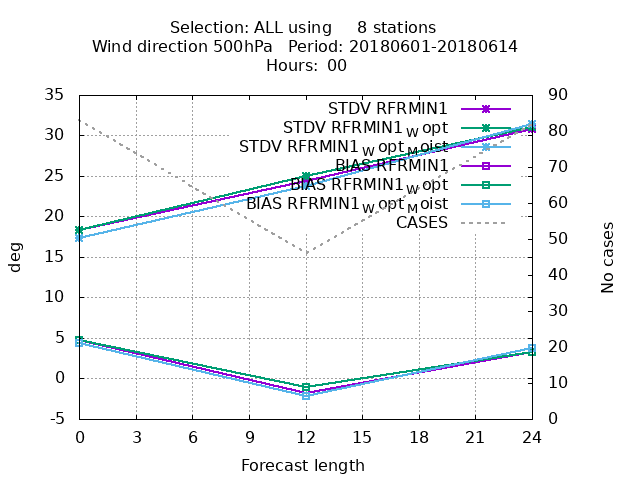 Selection: ALL using     8 stations
Wind direction 500hPa   Period: 20180601-20180614
Hours: 00
STDV RFRMIN1
STDV RFRMIN1_W opt
STDV RFRMIN1_W opt_M oist
BIAS RFRMIN1
BIAS RFRMIN1_W opt
BIAS RFRMIN1_W opt_M oist
CASES
35
30
25
20
15
10
5
0
-5
deg
90
80
70
60
50
40
30
20
10
0
No cases
0 3 6 9 12 15 18 21 24
Forecast length